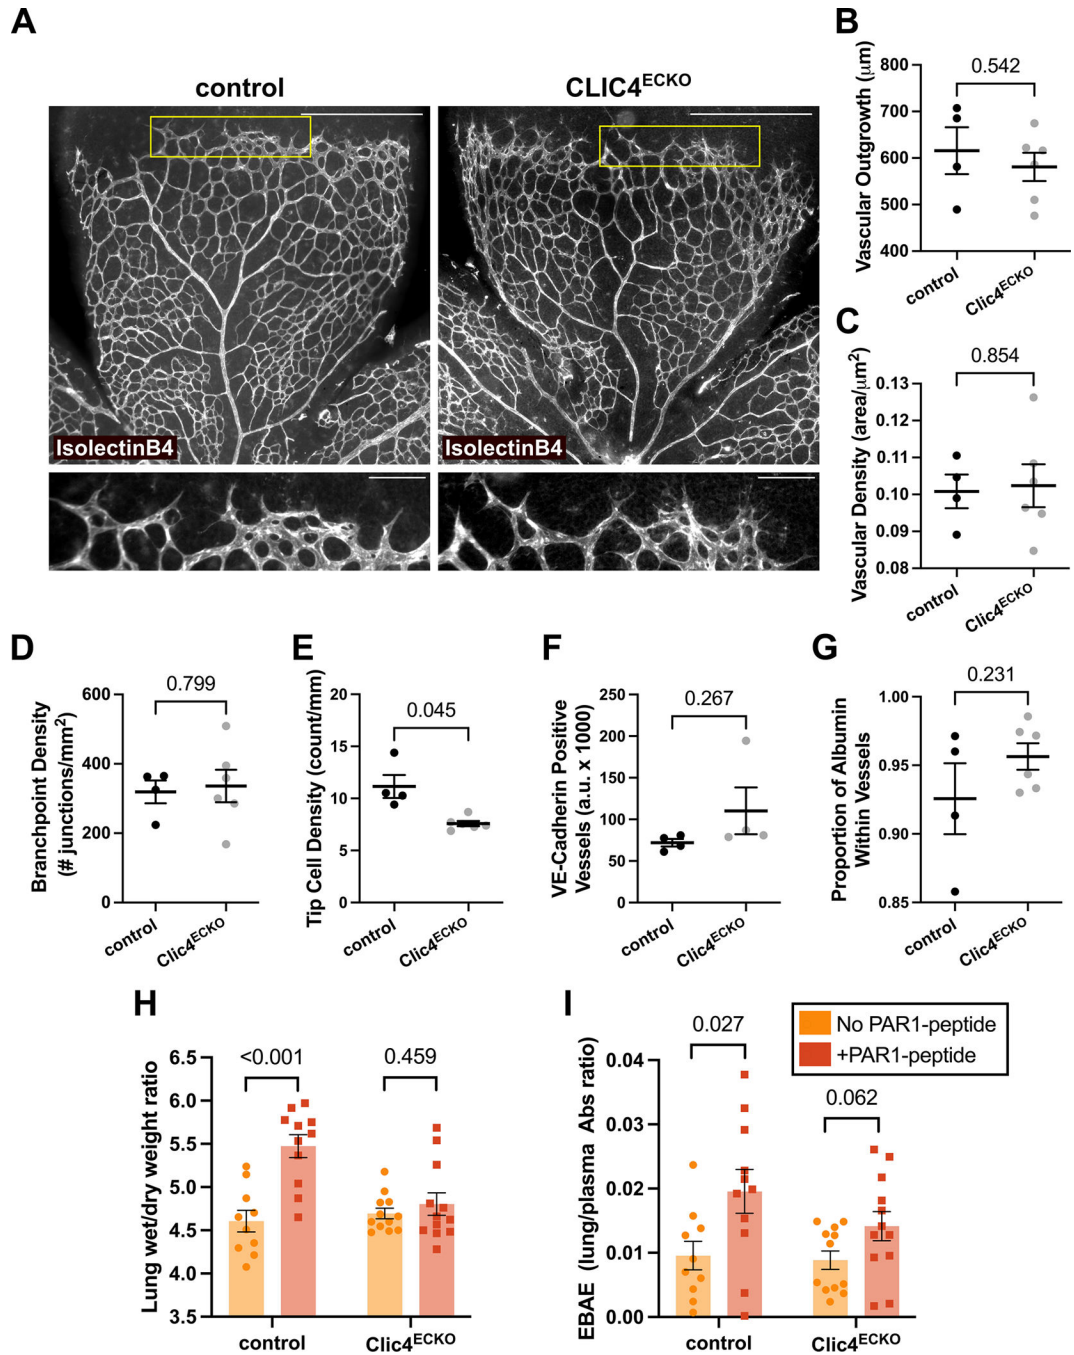 A
control
CLIC4ECKO
IsolectinB4
IsolectinB4
B
Vascular Outgrowth (μm)
800
700
600
500
400
0.542
control
Clic4ECKO
C
Vascular Density (area/μm2)
0.13
0.12
0.11
0.10
0.09
0.08
0.854
control
Clic4ECKO
D
Branchpoint Density
(# junctions/mm2)
600
400
200
0
0.799
control
Clic4ECKO
E
Tip Cell Density (count/mm)
20
15
10
5
0
0.045
control
Clic4ECKO
F
VE-Cadherin Positive
Vessels (a.u. x 1000)
250
200
150
100
50
0
0.267
control
Clic4ECKO
G
Proportion of Albumin
Within Vessels
1.00
0.95
0.90
0.85
0.231
control
Clic4ECKO
H
Lung wet/dry weight ratio
6.5
6.0
5.5
5.0
4.5
4.0
3.5
<0.001
0.459
control
Clic4ECKO
I
No PAR1-peptide
+PAR1-peptide
EBAE (lung/plasma Abs ratio)
0.04
0.03
0.02
0.01
0.00
0.027
0.062
control
Clic4ECKO